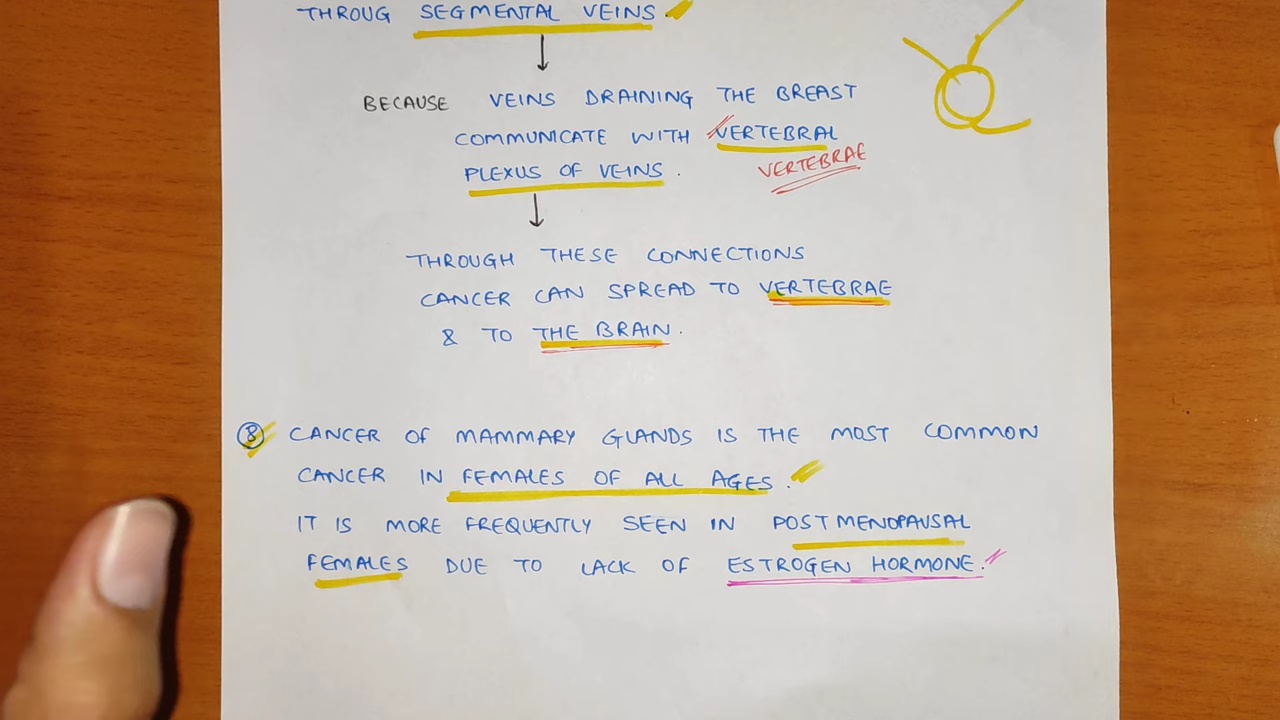 THROUG SEGMENTAL VEINS.
BECAUSE VEINS DRAINING THE BREAST
COMMUNICATE WITH VERTEBRAL
PLEXUS OF VEINS.
VERTEBRAE
THROUGH THESE CONNECTIONS
CANCER CAN SPREAD TO VERTEBRAE
& TO THE BRAIN.
8 CANCER OF MAMMARY GLANDS IS THE MOST COMMON
CANCER IN FEMALES OF ALL AGES.
IT IS MORE FREQUENTLY SEEN IN POSTMENOPAUSAL
FEMALES DUE TO LACK OF ESTROGEN HORMONE.